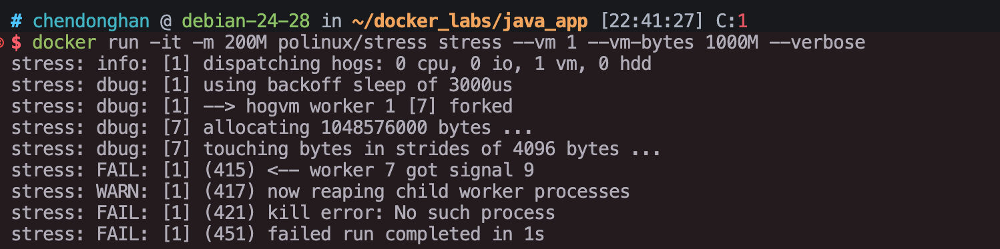 # chendonghan @ debian-24-28 in ~/docker_labs/java_app [22:41:27] C:1
$ docker run -it -m 200M polinux/stress stress --vm 1 --vm-bytes 1000M --verbose
stress: info: [1] dispatching hogs: 0 cpu, 0 io, 1 vm, 0 hdd
stress: dbug: [1] using backoff sleep of 3000us
stress: dbug: [1] --> hogvm worker 1 [7] forked
stress: dbug: [7] allocating 1048576000 bytes ...
stress: dbug: [7] touching bytes in strides of 4096 bytes ...
stress: FAIL: [1] (415) <-- worker 7 got signal 9
stress: WARN: [1] (417) now reaping child worker processes
stress: FAIL: [1] (421) kill error: No such process
stress: FAIL: [1] (451) failed run completed in 1s